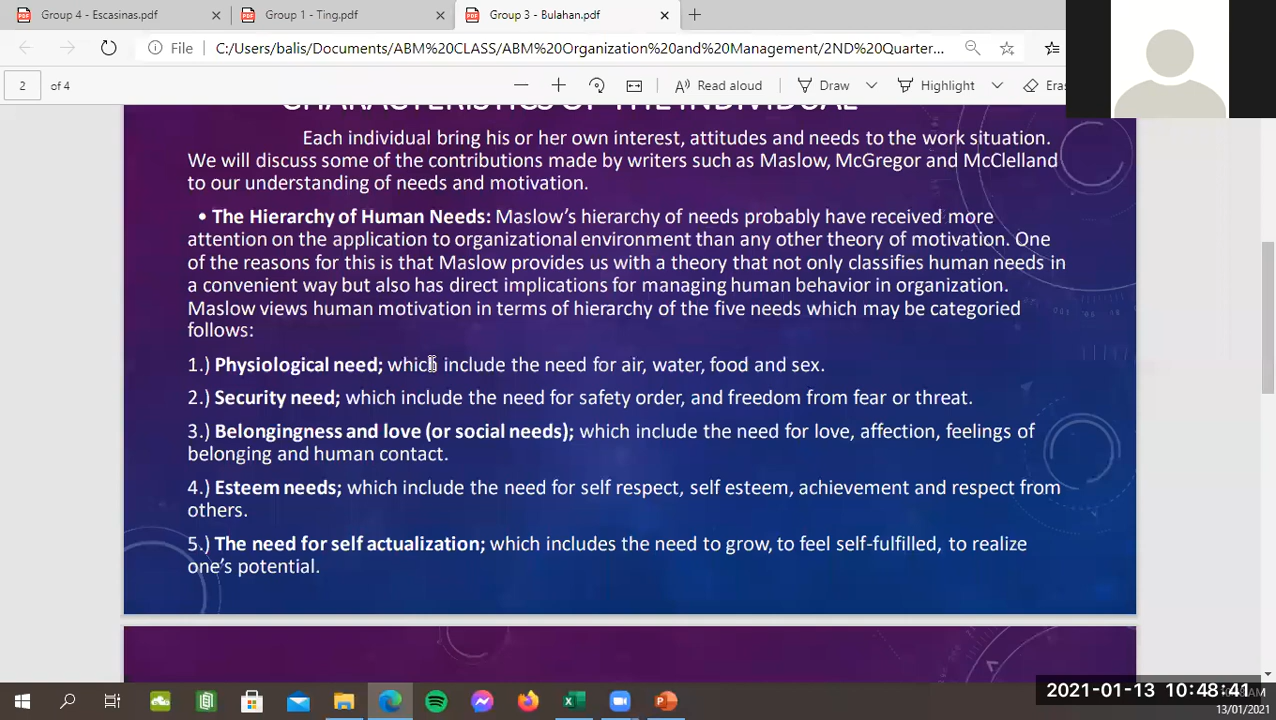 Group 4 - Escasinas.pdf
Group 1 - Ting.pdf
Group 3 - Bulahan.pdf
File
C:/Users/balis/Documents/ABM%20CLASS/ABM%20Organization%20and%20Management/2ND%20Quarter...
2
of 4
Read aloud
Draw
Highlight
Eras
CHARACTERISTICS OF THE INDIVIDUAL
Each individual bring his or her own interest, attitudes and needs to the work situation.
We will discuss some of the contributions made by writers such as Maslow, McGregor and McClelland
to our understanding of needs and motivation.
• The Hierarchy of Human Needs: Maslow's hierarchy of needs probably have received more
attention on the application to organizational environment than any other theory of motivation. One
of the reasons for this is that Maslow provides us with a theory that not only classifies human needs in
a convenient way but also has direct implications for managing human behavior in organization.
Maslow views human motivation in terms of hierarchy of the five needs which may be categoried
follows:
1.) Physiological need; which include the need for air, water, food and sex.
2.) Security need; which include the need for safety order, and freedom from fear or threat.
3.) Belongingness and love (or social needs); which include the need for love, affection, feelings of
belonging and human contact.
4.) Esteem needs; which include the need for self respect, self esteem, achievement and respect from
others.
5.) The need for self actualization; which includes the need to grow, to feel self-fulfilled, to realize
one's potential.
2021-01-13 10:48:41
AM
13/01/2021